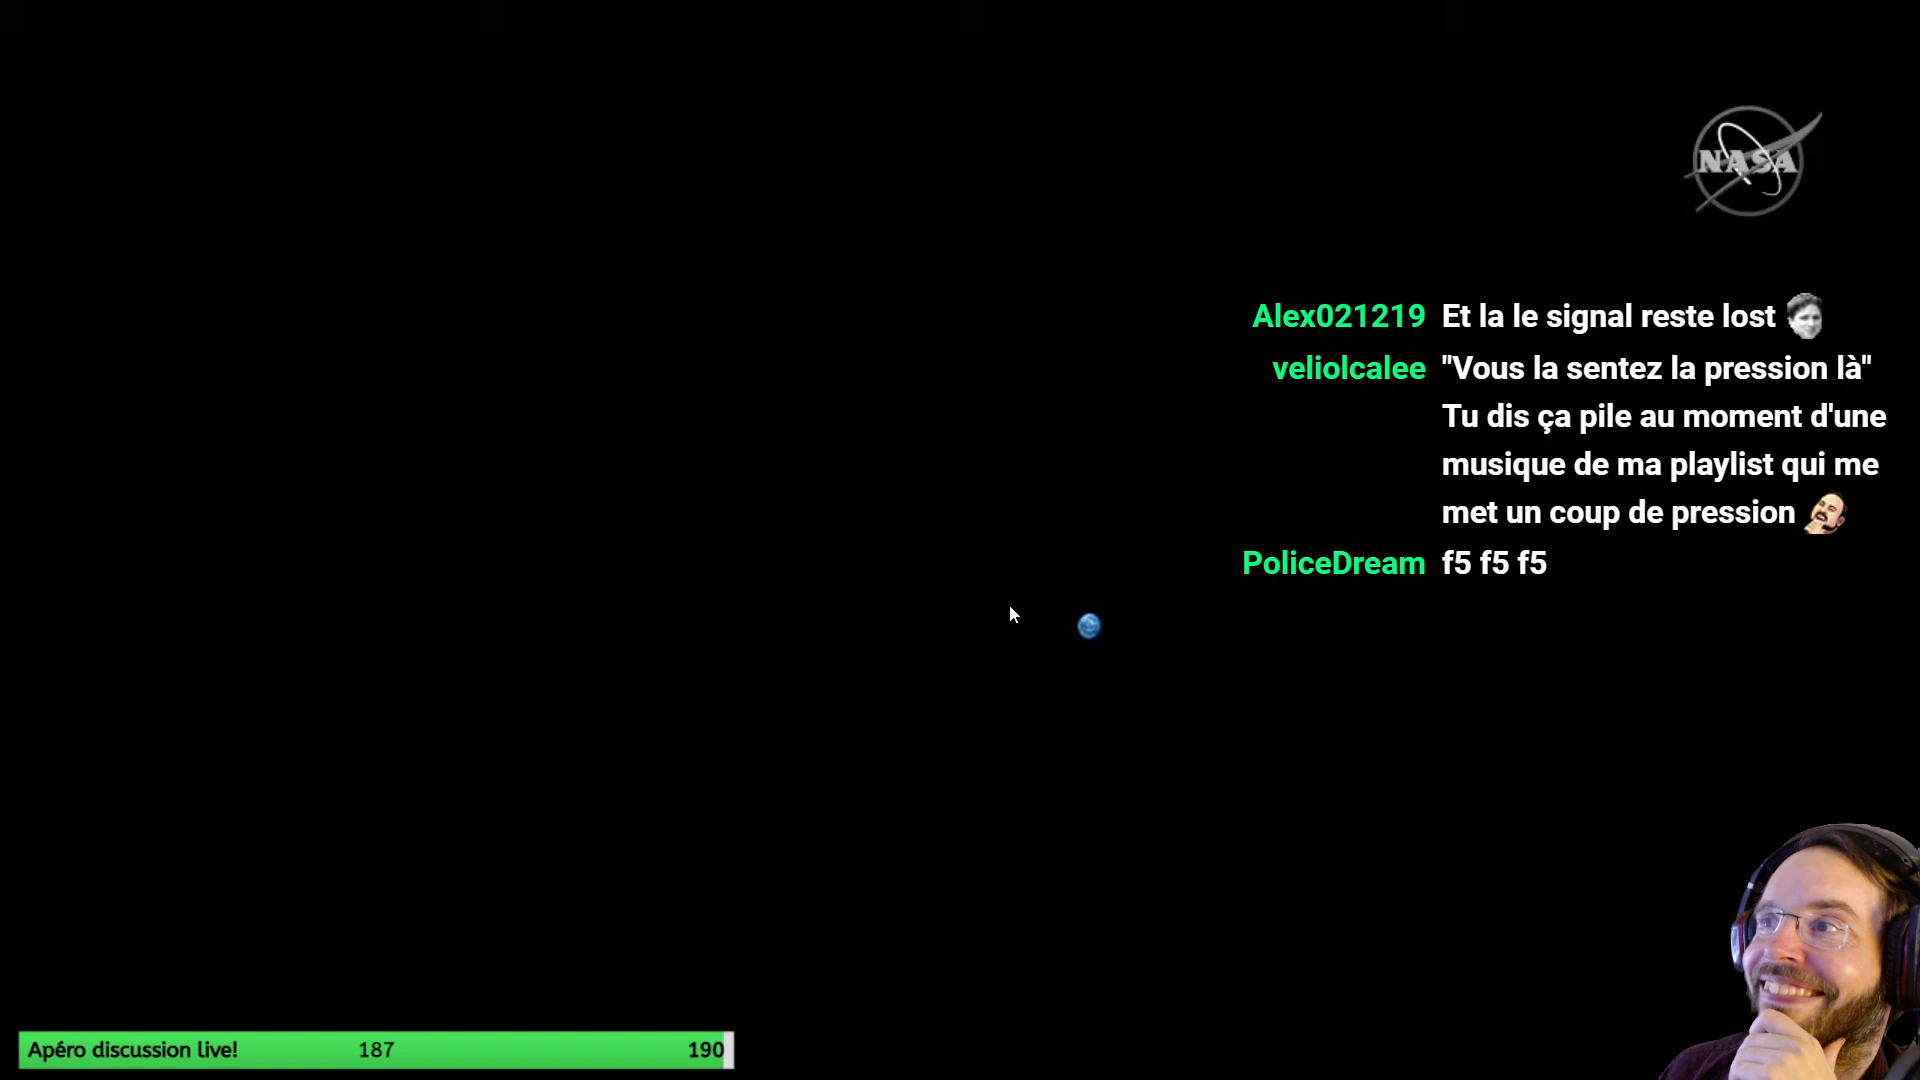 NASA
Alex021219 Et la le signal reste lost
veliolcalee "Vous la sentez la pression là"
Tu dis ça pile au moment d'une
musique de ma playlist qui me
met un coup de pression
PoliceDream f5 f5 f5
Apéro discussion live! 187 190